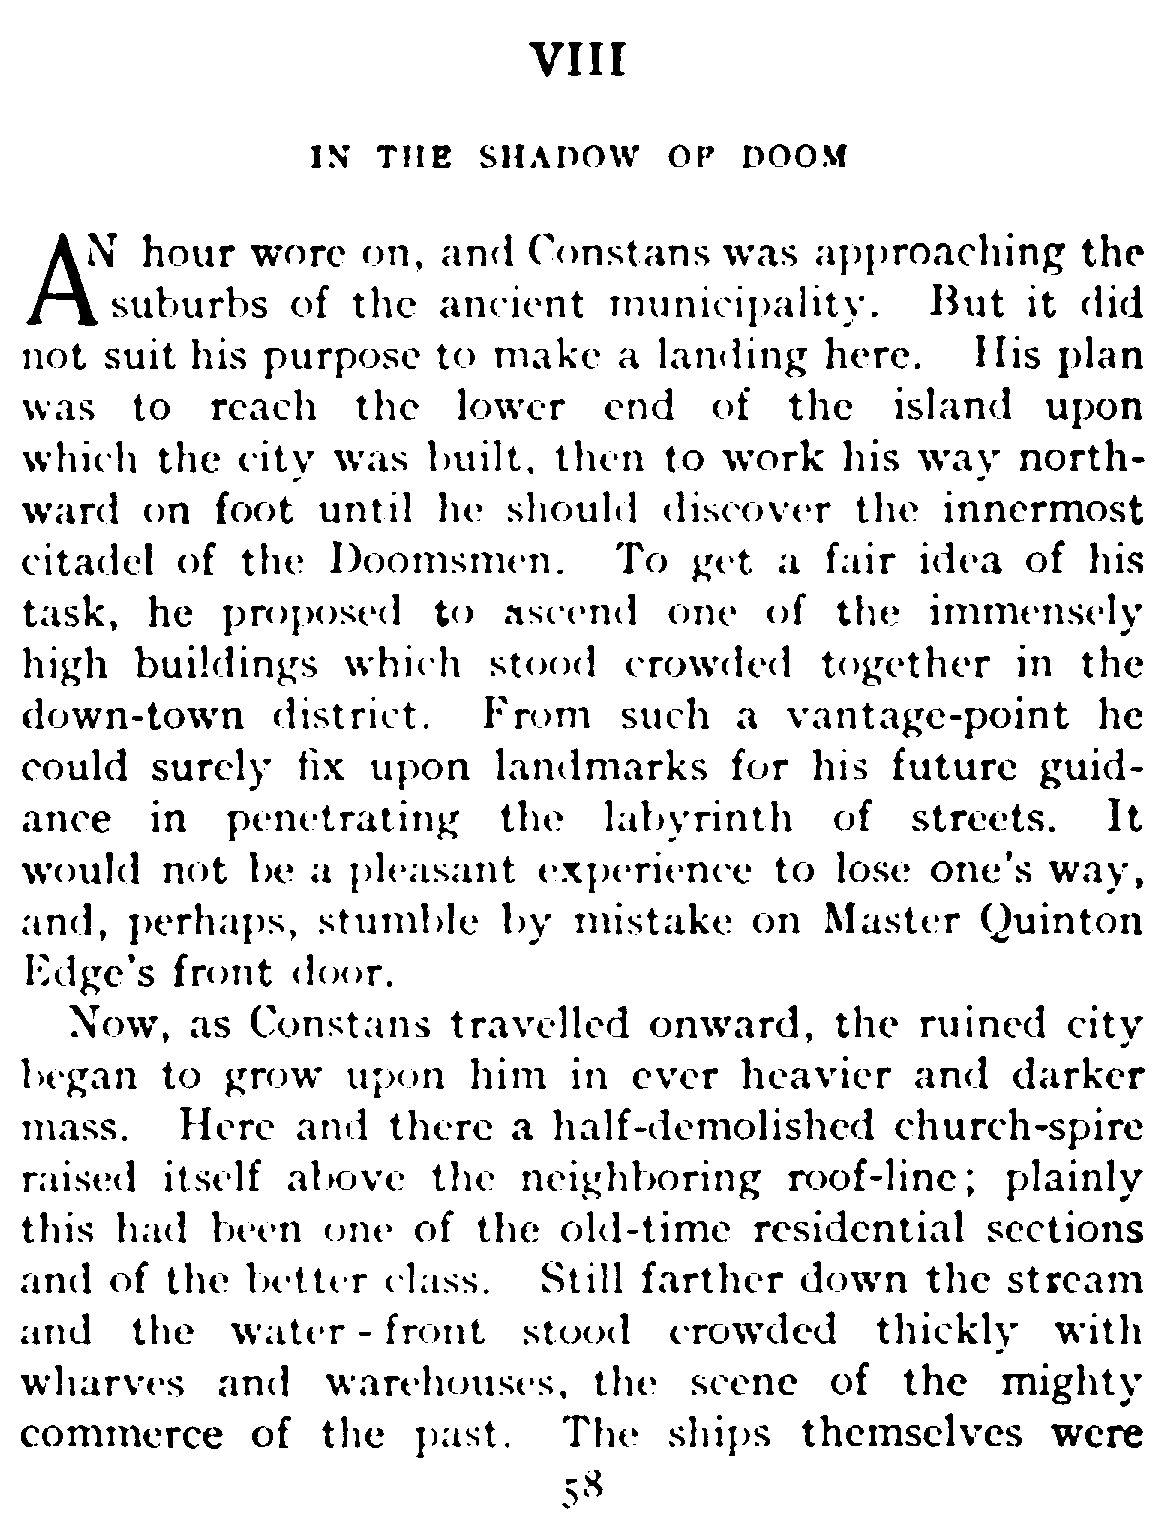 VIII
IN THE SHADOW OF DOOM
AN hour wore on, and Constans was approaching the
suburbs of the ancient municipality. But it did
not suit his purpose to make a landing here. His plan
was to reach the lower end of the island upon
which the city was built, then to work his way north-
ward on foot until he should discover the innermost
citadel of the Doomsmen. To get a fair idea of his
task, he proposed to ascend one of the immensely
high buildings which stood crowded together in the
down-town district. From such a vantage-point he
could surely fix upon landmarks for his future guid-
ance in penetrating the labyrinth of streets. It
would not be a pleasant experience to lose one's way,
and, perhaps, stumble by mistake on Master Quinton
Edge's front door.
Now, as Constans travelled onward, the ruined city
began to grow upon him in ever heavier and darker
mass. Here and there a half-demolished church-spire
raised itself above the neighboring roof-line; plainly
this had been one of the old-time residential sections
and of the better class. Still farther down the stream
and the water-front stood crowded thickly with
wharves and warehouses, the scene of the mighty
commerce of the past. The ships themselves were
58